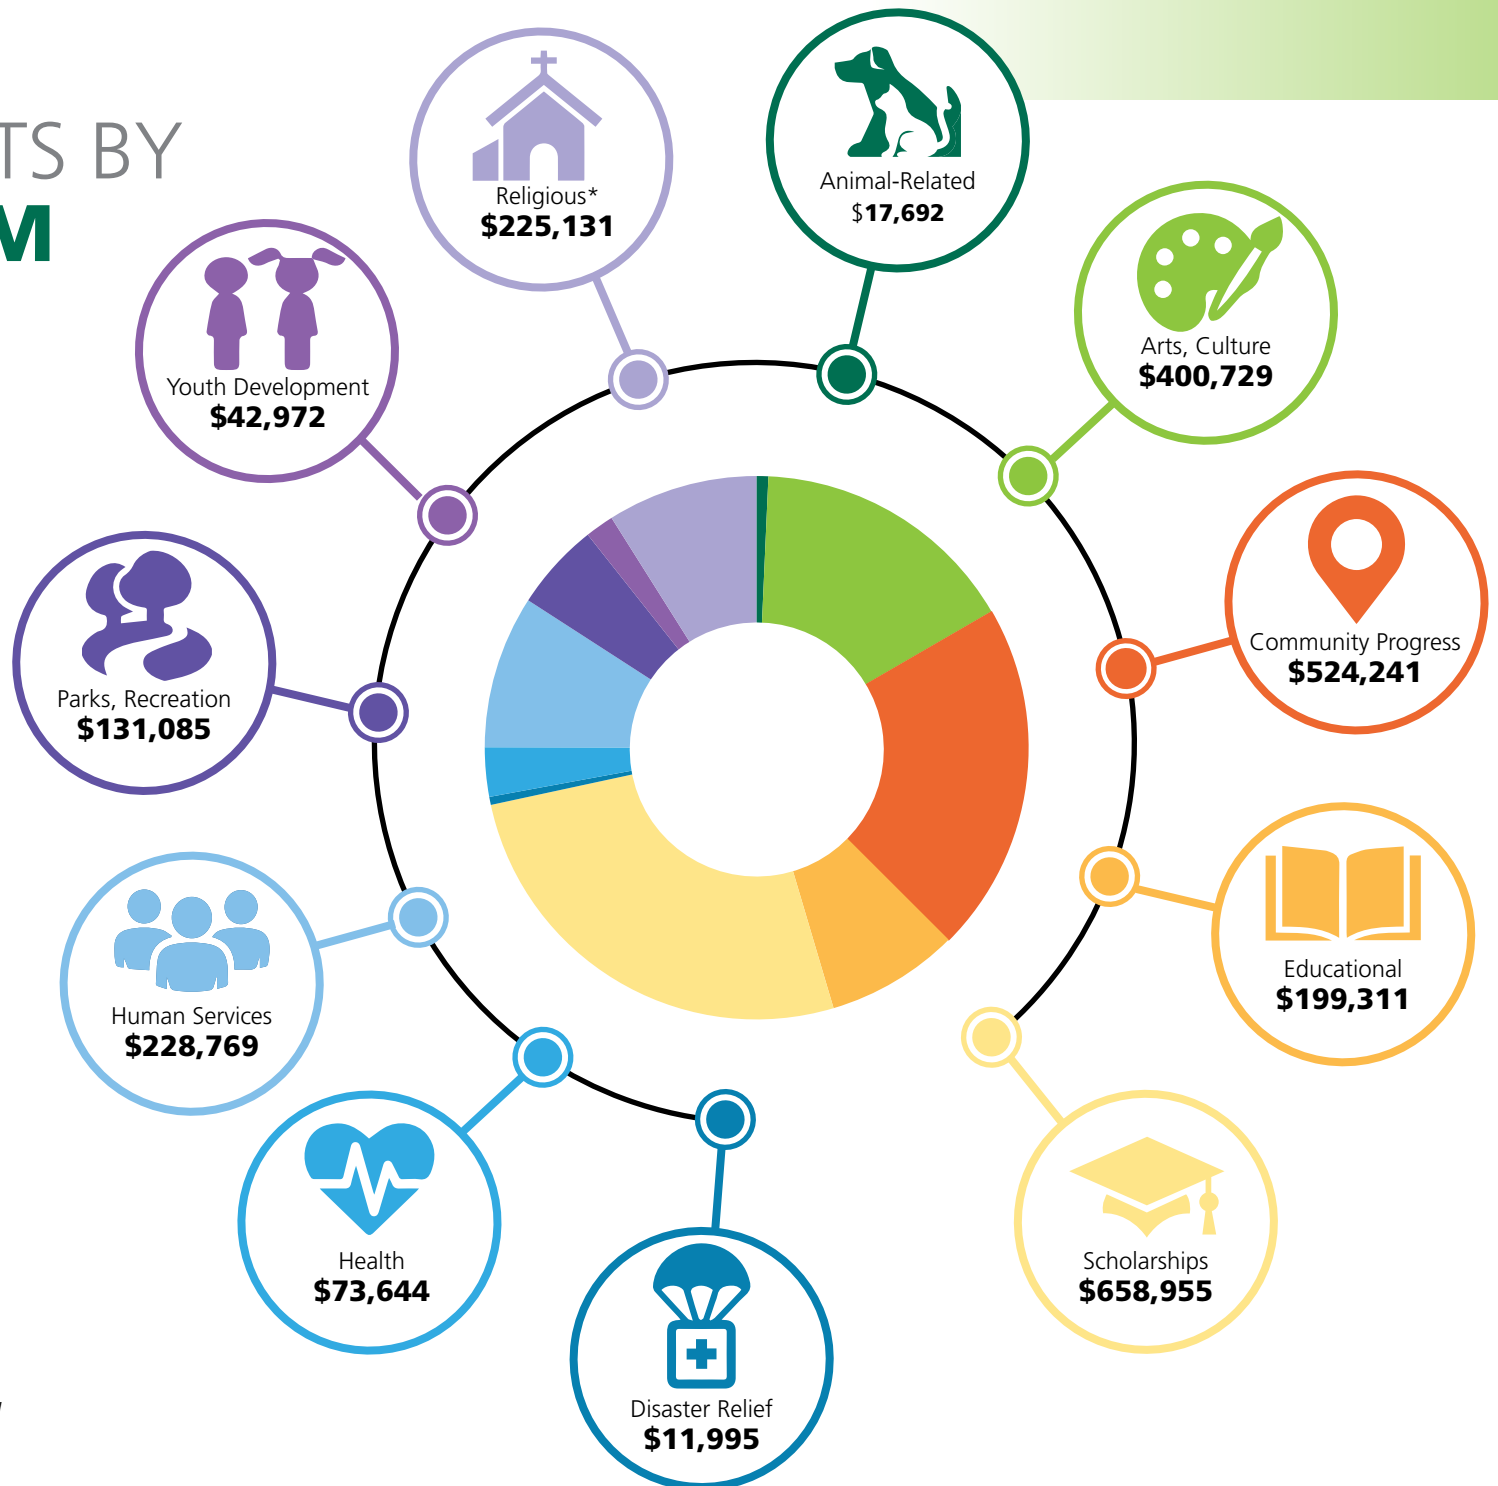 TS BY
M
Religious*
$225,131
Animal-Related
$17,692
Arts, Culture
$400,729
Youth Development
$42,972
Community Progress
$524,241
Parks, Recreation
$131,085
Educational
$199,311
Human Services
$228,769
Health
$73,644
Scholarships
$658,955
Disaster Relief
$11,995